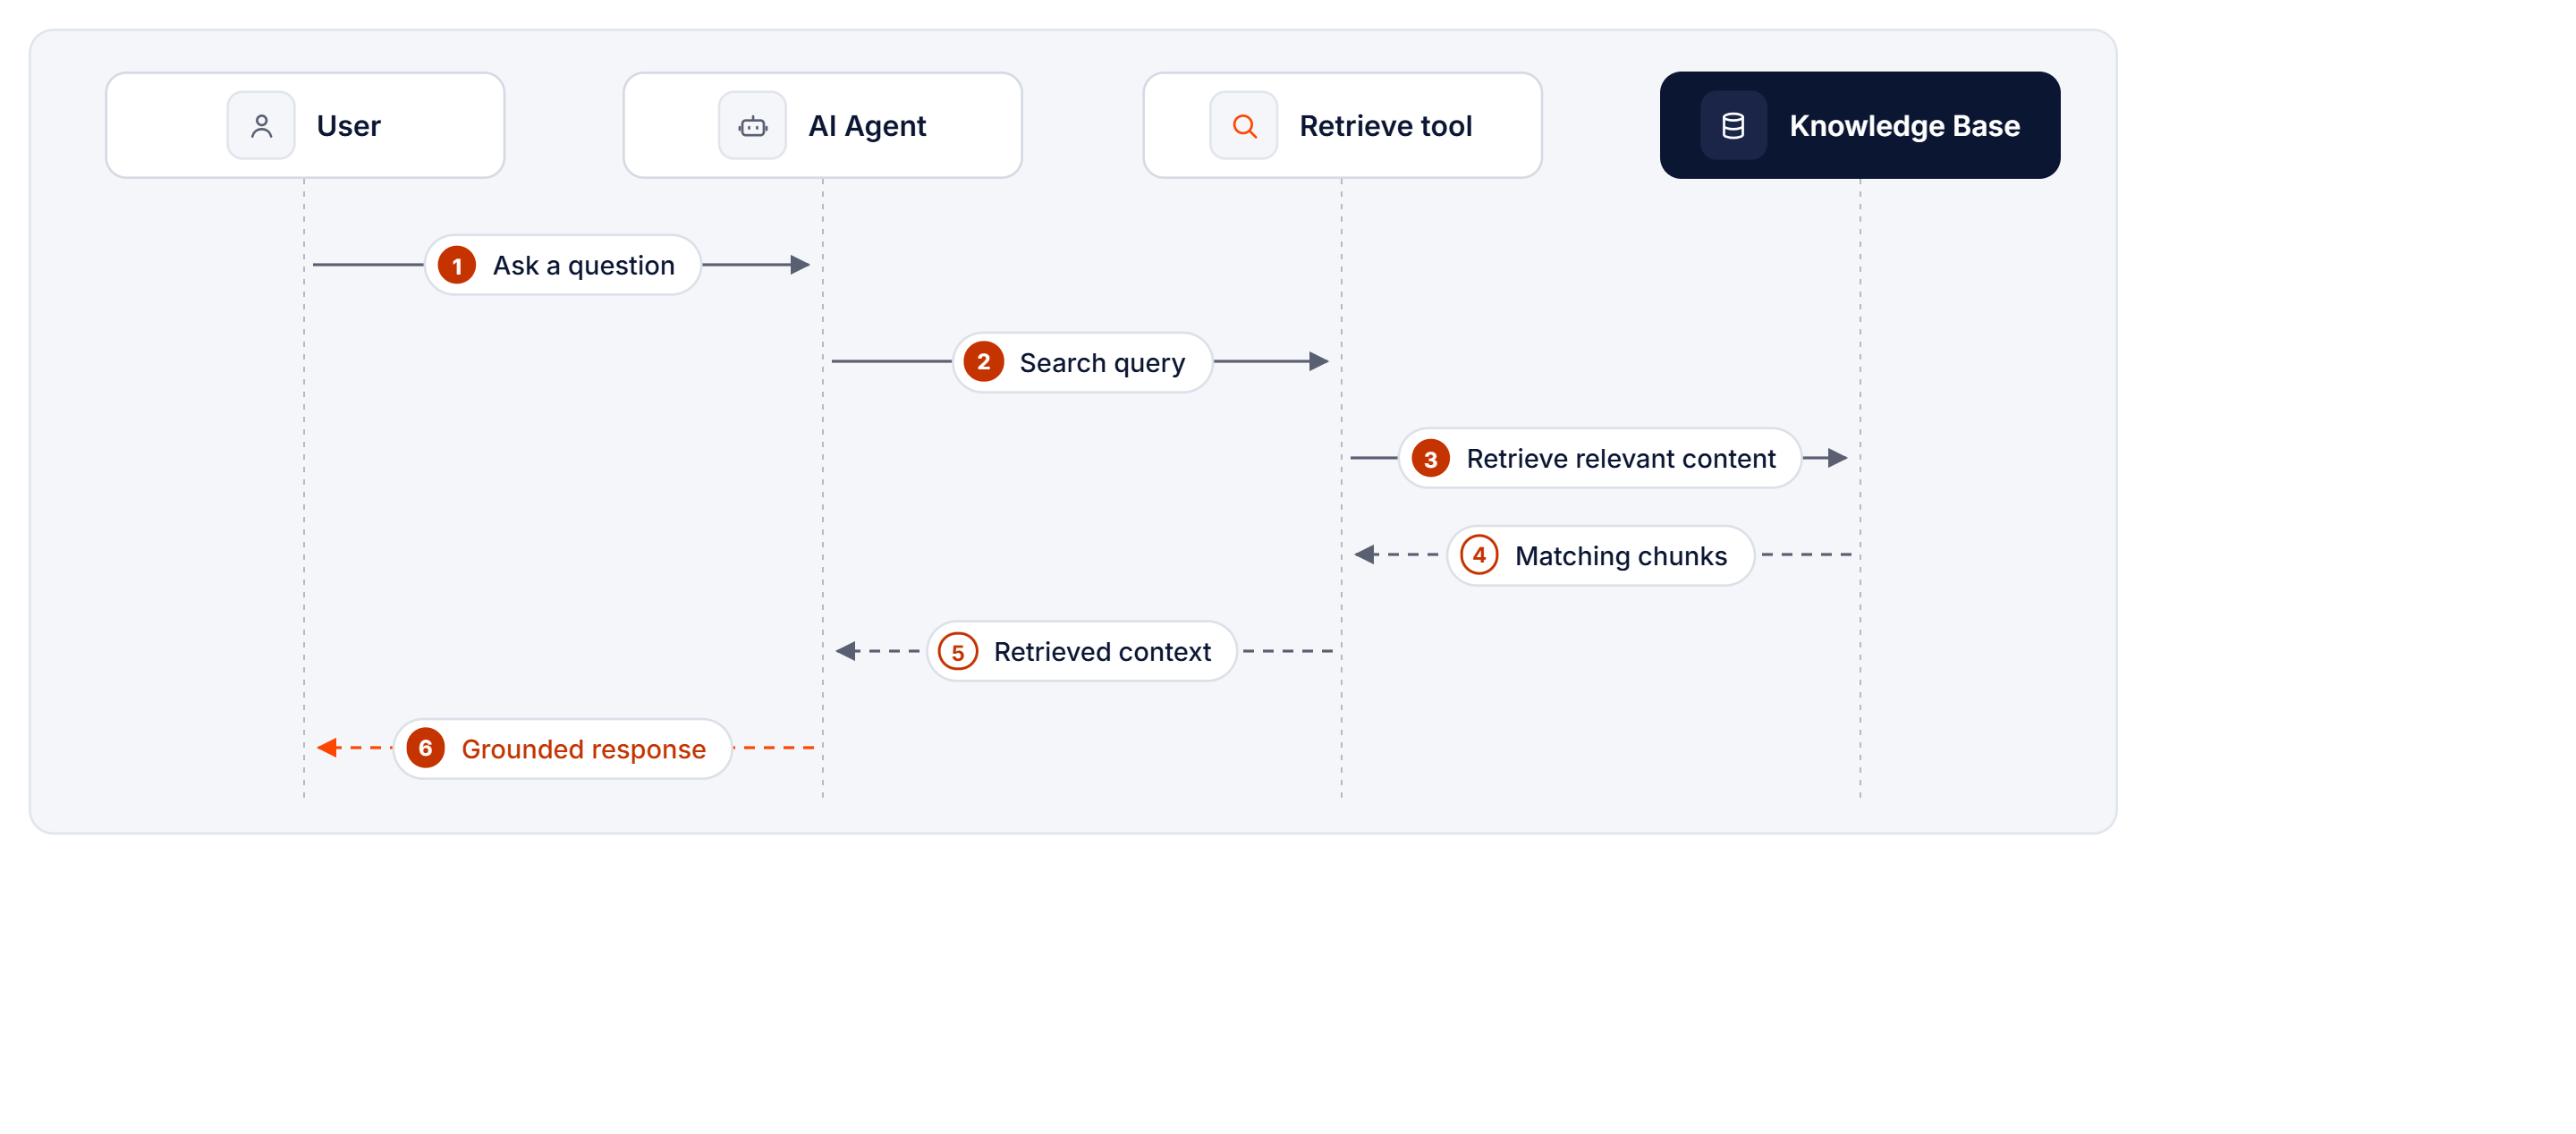 User
AI Agent
Retrieve tool
Knowledge Base
1 Ask a question
2 Search query
3 Retrieve relevant content
4 Matching chunks
5 Retrieved context
6 Grounded response